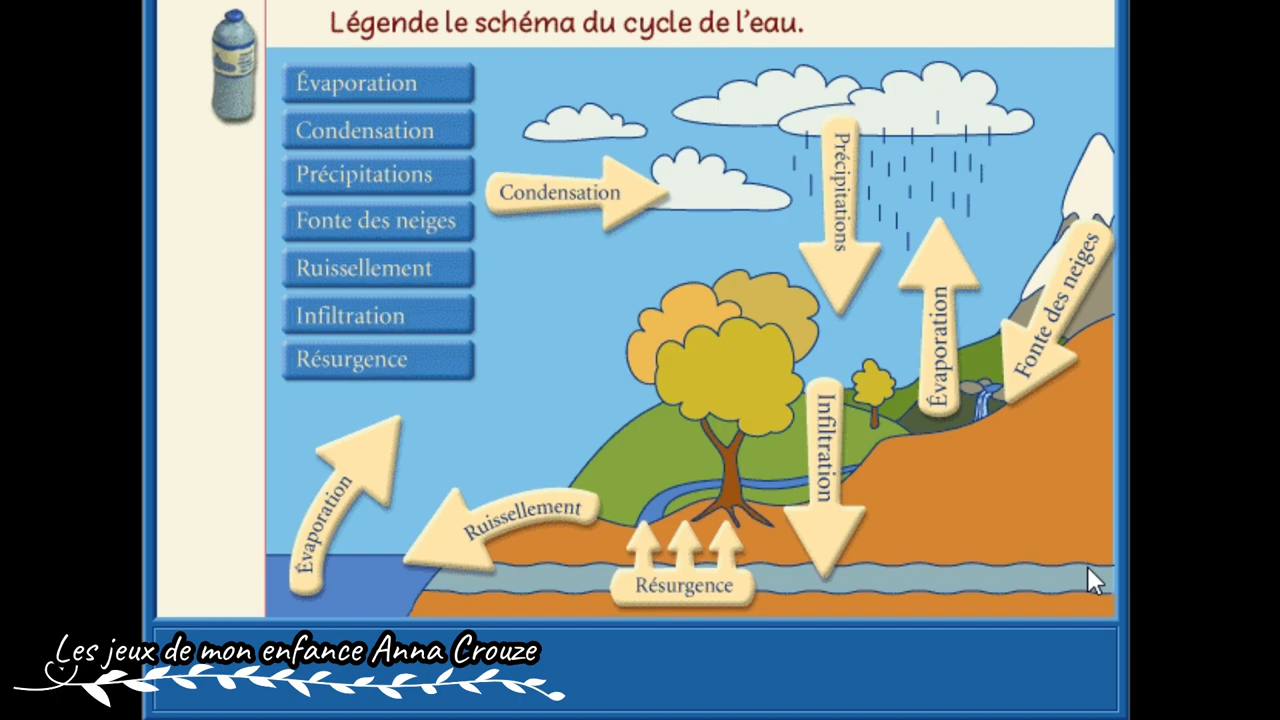 Légende le schéma du cycle de l’eau.
Évaporation
Condensation
Précipitations
Fonte des neiges
Ruissellement
Infiltration
Résurgence
Condensation
Précipitations
Évaporation
Fonte des neiges
Infiltration
Évaporation
Ruissellement
Résurgence
Les jeux de mon enfance Anna Crouze